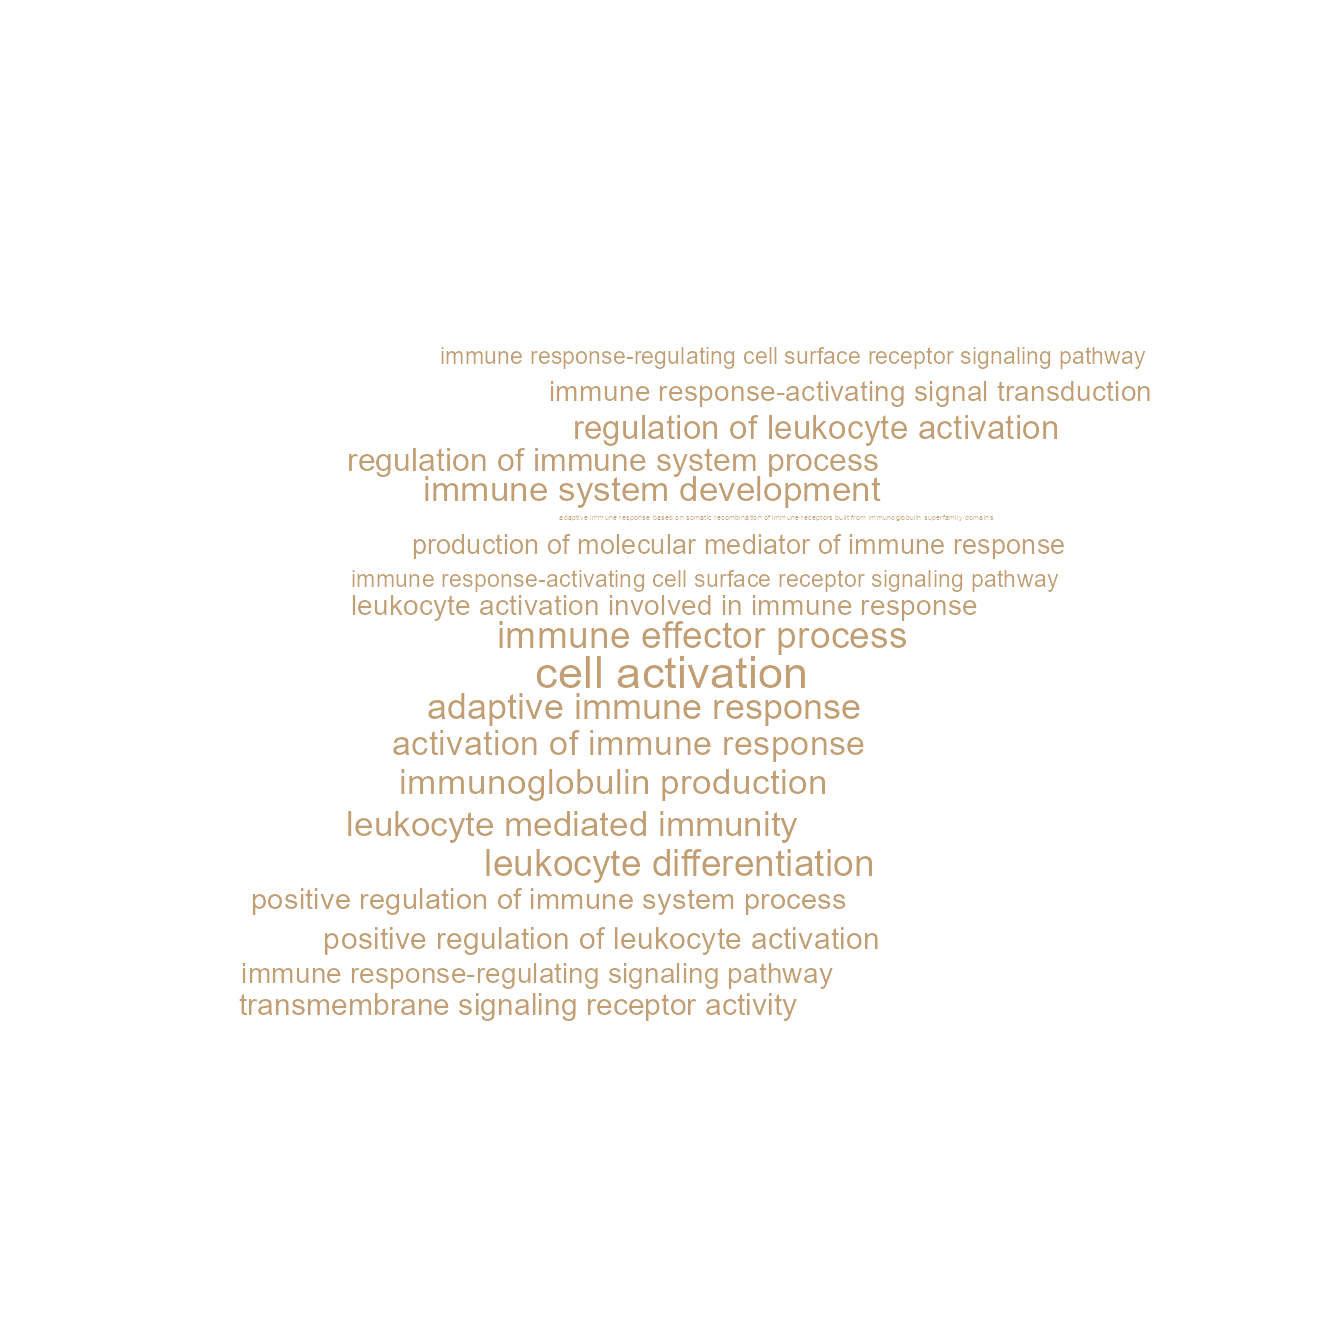 immune response-regulating cell surface receptor signaling pathway
immune response-activating signal transduction
regulation of leukocyte activation
regulation of immune system process
immune system development
adaptive immune response based on somatic recombination of immune receptors built from immunoglobulin superfamily domains
production of molecular mediator of immune response
immune response-activating cell surface receptor signaling pathway
leukocyte activation involved in immune response
immune effector process
cell activation
adaptive immune response
activation of immune response
immunoglobulin production
leukocyte mediated immunity
leukocyte differentiation
positive regulation of immune system process
positive regulation of leukocyte activation
immune response-regulating signaling pathway
transmembrane signaling receptor activity